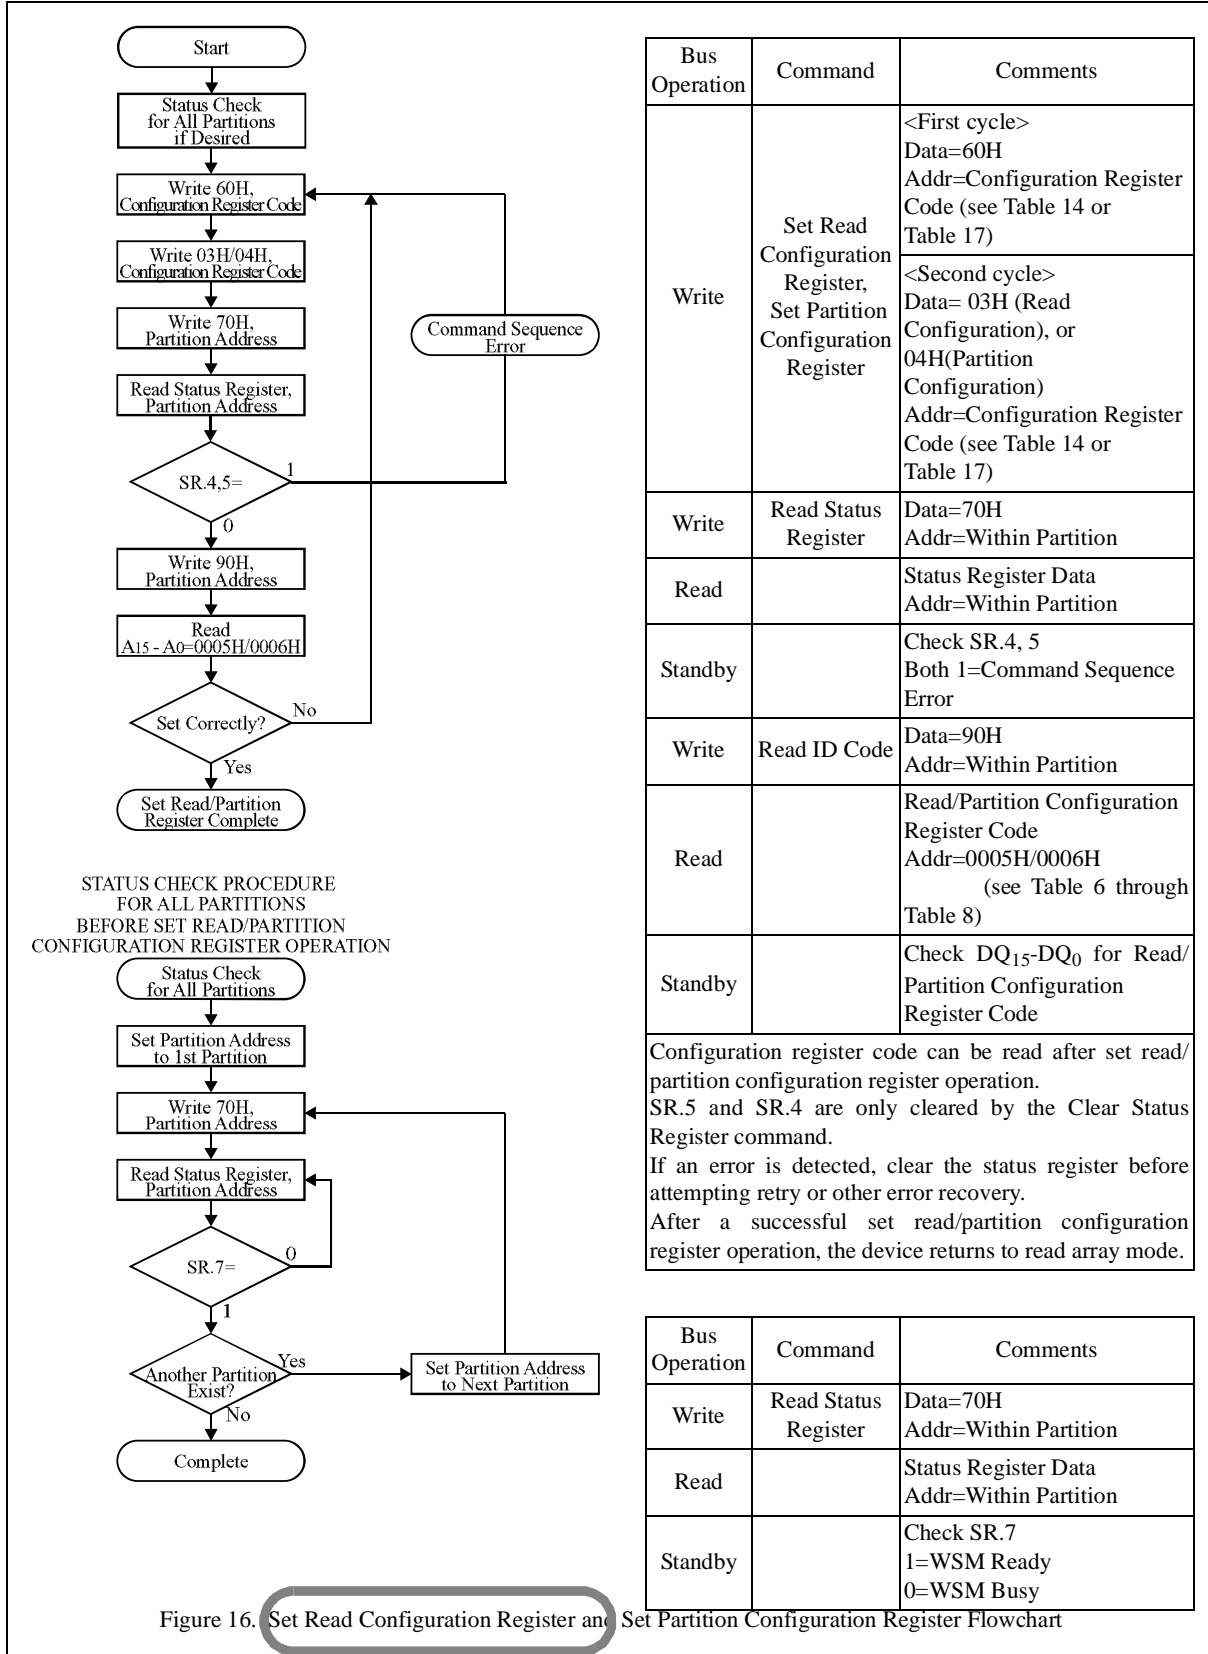 Start
Status Check
for All Partitions
if Desired
Write 60H,
Configuration Register Code
Write 03H/04H,
Configuration Register Code
Write 70H,
Partition Address
Command Sequence
Error
Read Status Register,
Partition Address
SR.4,5=
1
0
Write 90H,
Partition Address
Read
A15 - A0=0005H/0006H
Set Correctly?
No
Yes
Set Read/Partition
Register Complete
STATUS CHECK PROCEDURE
FOR ALL PARTITIONS
BEFORE SET READ/PARTITION
CONFIGURATION REGISTER OPERATION
Status Check
for All Partitions
Set Partition Address
to 1st Partition
Write 70H,
Partition Address
Read Status Register,
Partition Address
SR.7=
0
1
Another Partition
Exist?
Yes
Set Partition Address
to Next Partition
No
Complete
Bus
Operation
Command
Comments
Write
Set Read
Configuration
Register,
Set Partition
Configuration
Register
<First cycle>
Data=60H
Addr=Configuration Register
Code (see Table 14 or
Table 17)
<Second cycle>
Data= 03H (Read
Configuration), or
04H(Partition
Configuration)
Addr=Configuration Register
Code (see Table 14 or
Table 17)
Write
Read Status
Register
Data=70H
Addr=Within Partition
Read
Status Register Data
Addr=Within Partition
Standby
Check SR.4, 5
Both 1=Command Sequence
Error
Write
Read ID Code
Data=90H
Addr=Within Partition
Read
Read/Partition Configuration
Register Code
Addr=0005H/0006H
(see Table 6 through
Table 8)
Standby
Check DQ15-DQ0 for Read/
Partition Configuration
Register Code
Configuration register code can be read after set read/
partition configuration register operation.
SR.5 and SR.4 are only cleared by the Clear Status
Register command.
If an error is detected, clear the status register before
attempting retry or other error recovery.
After a successful set read/partition configuration
register operation, the device returns to read array mode.
Bus
Operation
Command
Comments
Write
Read Status
Register
Data=70H
Addr=Within Partition
Read
Status Register Data
Addr=Within Partition
Standby
Check SR.7
1=WSM Ready
0=WSM Busy
Figure 16. Set Read Configuration Register and Set Partition Configuration Register Flowchart